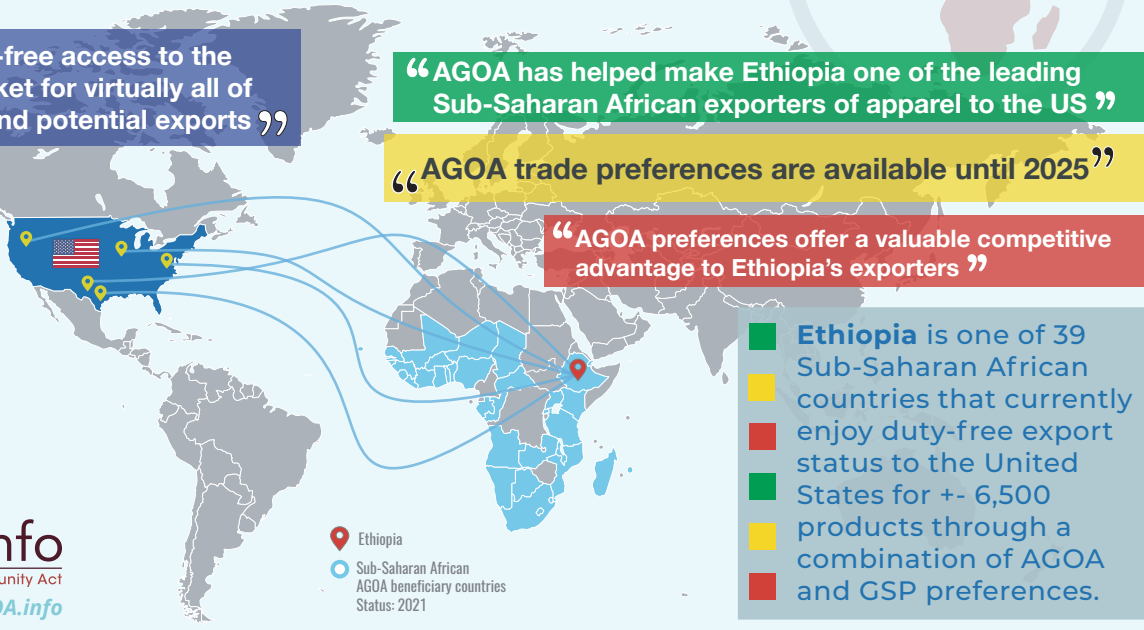 -free access to the
ket for virtually all of
nd potential exports ”
“ AGOA has helped make Ethiopia one of the leading
Sub-Saharan African exporters of apparel to the US ”
“ AGOA trade preferences are available until 2025 ”
“ AGOA preferences offer a valuable competitive
advantage to Ethiopia’s exporters ”
Ethiopia is one of 39
Sub-Saharan African
countries that currently
enjoy duty-free export
status to the United
States for +- 6,500
products through a
combination of AGOA
and GSP preferences.
Ethiopia
Sub-Saharan African
AGOA beneficiary countries
Status: 2021
nfo
unity Act
OA.info